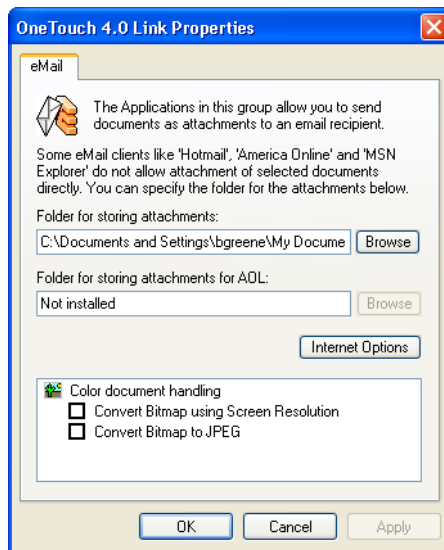 OneTouch 4.0 Link Properties
eMail
The Applications in this group allow you to send
documents as attachments to an email recipient.
Some eMail clients like 'Hotmail', 'America Online' and 'MSN
Explorer' do not allow attachment of selected documents
directly. You can specify the folder for the attachments below.
Folder for storing attachments:
C:\Documents and Settings\bgreene\My Docume Browse
Folder for storing attachments for AOL:
Not installed Browse
Internet Options
Color document handling
Convert Bitmap using Screen Resolution
Convert Bitmap to JPEG
OK Cancel Apply